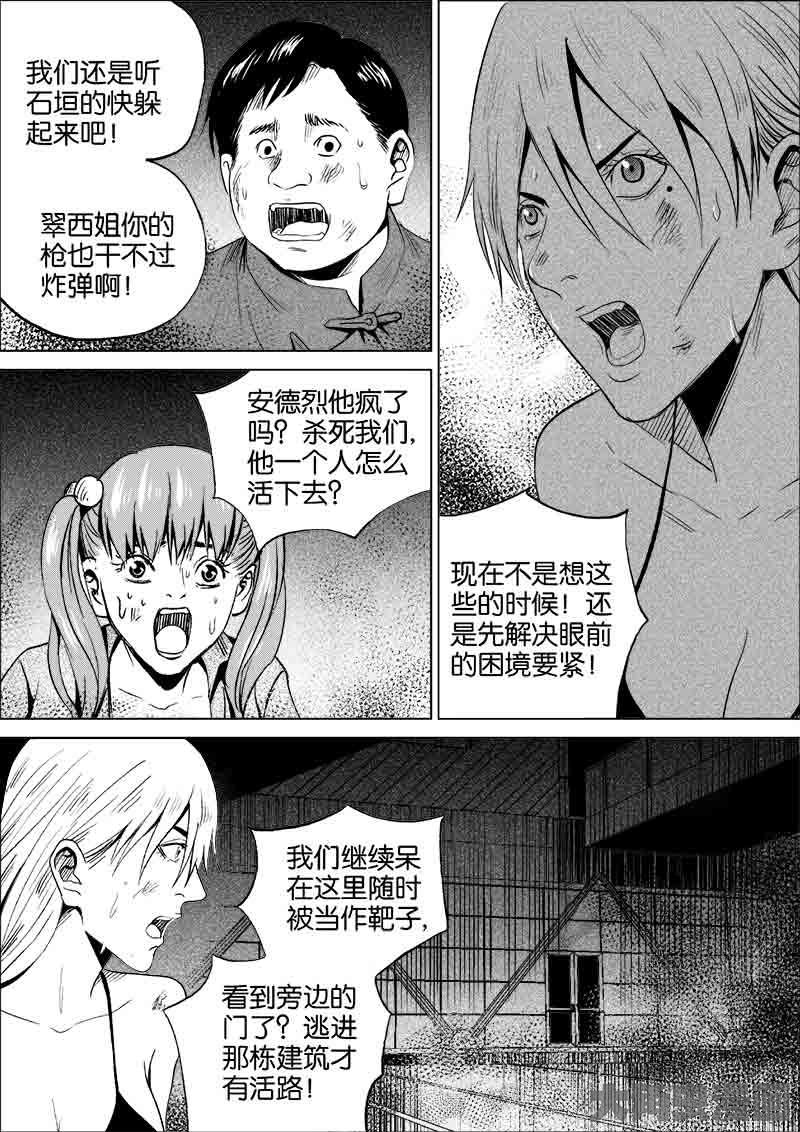 我们还是听
石垣的快躲
起来吧！
翠西姐你的
枪也干不过
炸弹啊！
安德烈他疯了
吗？杀死我们，
他一个人怎么
活下去？
现在不是想这
些的时候！还
是先解决眼前
的困境要紧！
我们继续呆
在这里随时
被当作靶子，
看到旁边的
门了？逃进
那栋建筑才
有活路！